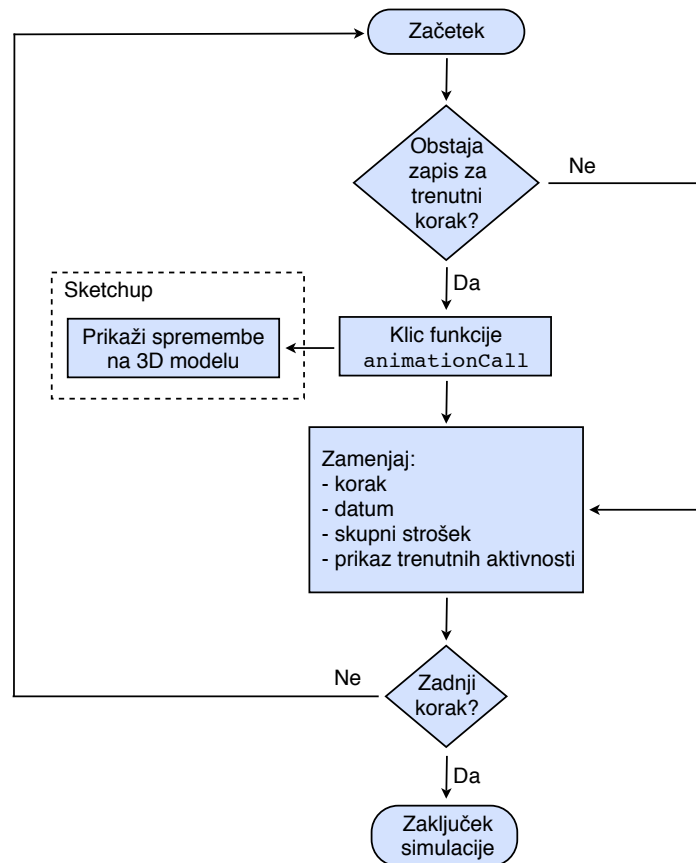 Začetek
Obstaja
zapis za
trenutni
korak?
Ne
Da
Sketchup
Prikaži spremembe
na 3D modelu
Klic funkcije
animationCall
Zamenjaj:
- korak
- datum
- skupni strošek
- prikaz trenutnih aktivnosti
Ne
Zadnji
korak?
Da
Zaključek
simulacije